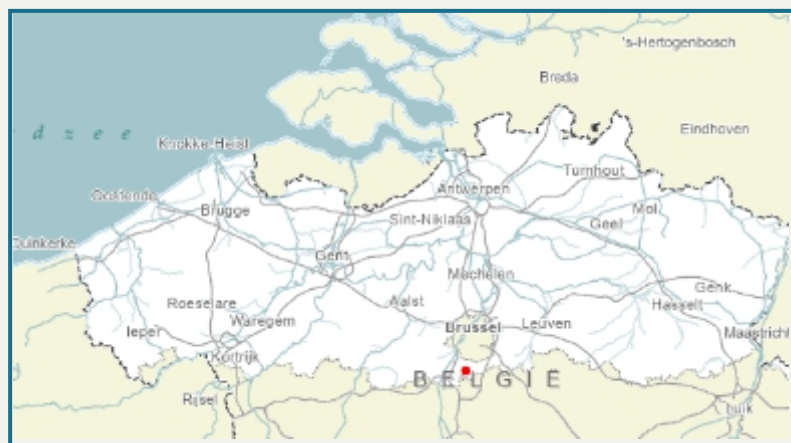 's-Hertogenbosch
Breda
Eindhoven
d z e e
Knokke-Heist
Turnhout
Oostende
Antwerpen
Mol
Brugge
Sint-Niklaas
Geel
Duinkerke
Gent
Mechelen
Genk
Roeselare
Aalst
Hasselt
Ieper
Waregem
Brussel
Leuven
Maastricht
Kortrijk
BELGIË
Rijsel
Luik